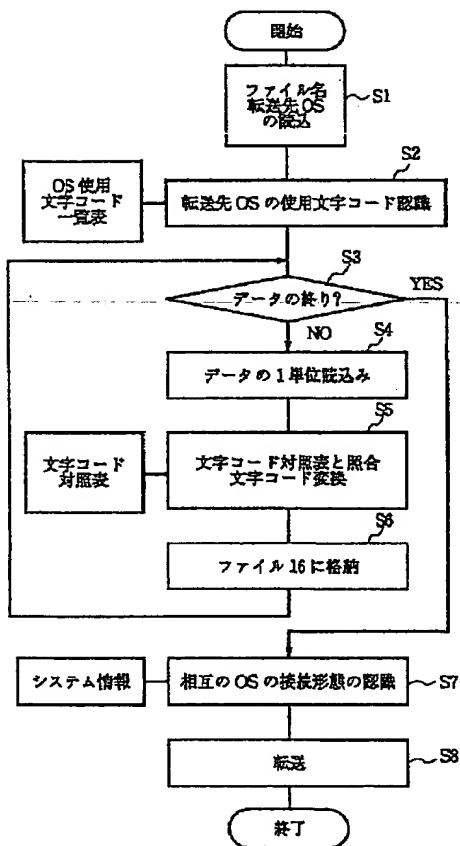 開始
ファイル名
転送先OS
の読込
S1
S2
OS使用
文字コード
一覧表
転送先OSの使用文字コード認識
S3
データの終り?
YES
NO
S4
データの1単位読込み
S5
文字コード
対照表
文字コード対照表と照合
文字コード変換
S6
ファイル16に格納
システム情報
相互のOSの接続形態の認識
S7
転送
S8
終了